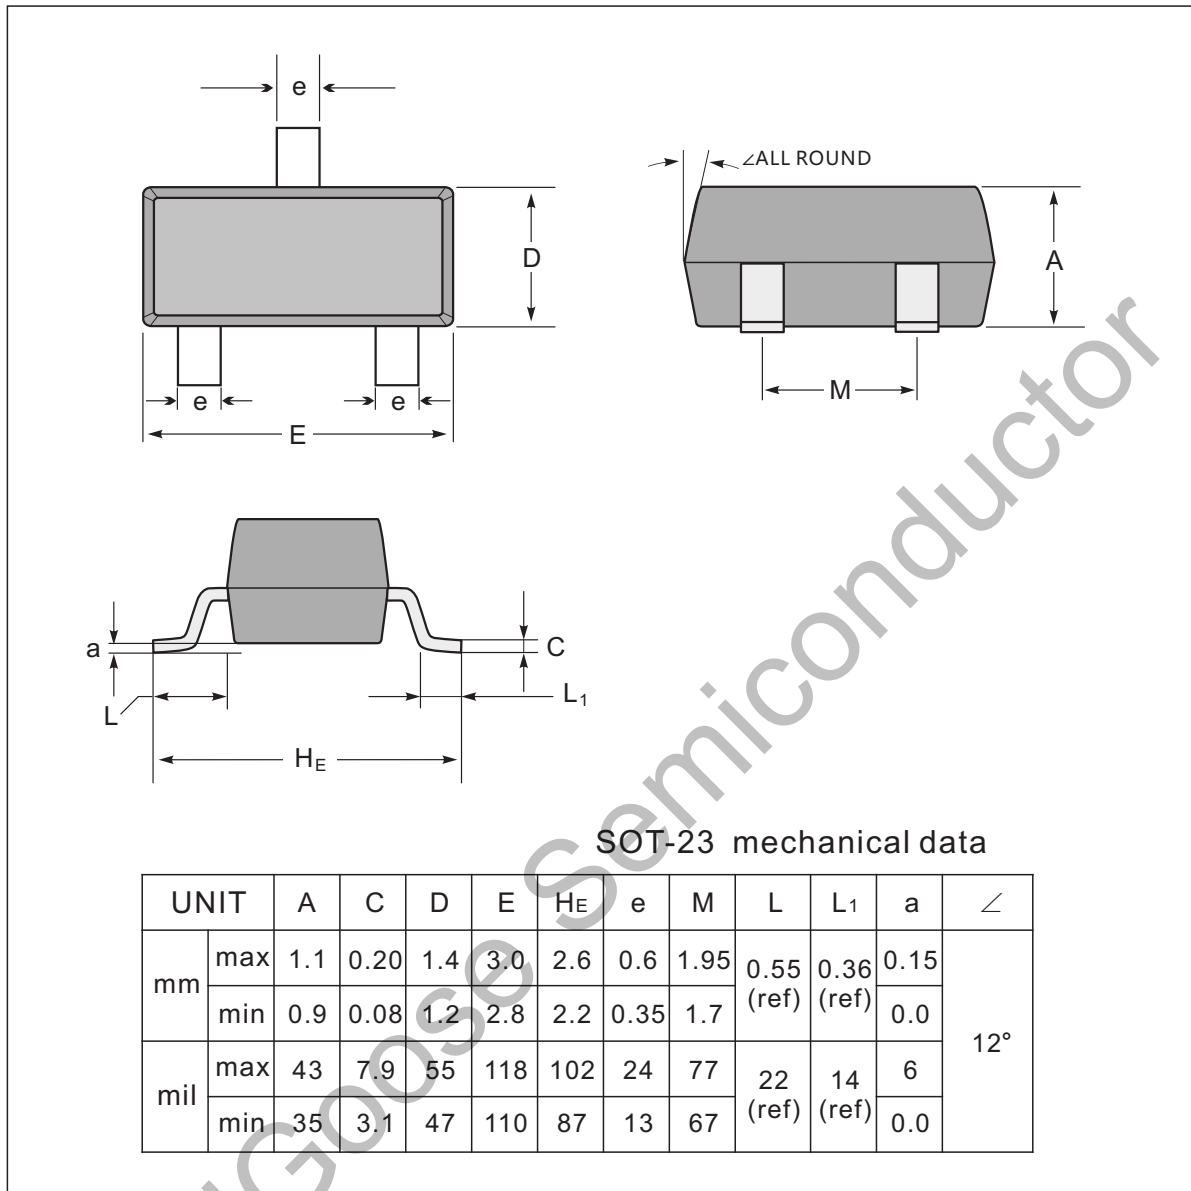 e
∠ALL ROUND
D
A
e
e
M
E
a
C
L
L₁
HE
SOT-23 mechanical data
UNIT A C D E HE e M L L₁ a ∠
mm max 1.1 0.20 1.4 3.0 2.6 0.6 1.95 0.55 (ref) 0.36 (ref) 0.15 12°
min 0.9 0.08 1.2 2.8 2.2 0.35 1.7 0.0
mil max 43 7.9 55 118 102 24 77 22 (ref) 14 (ref) 6
min 35 3.1 47 110 87 13 67 0.0
Goose Semiconductor